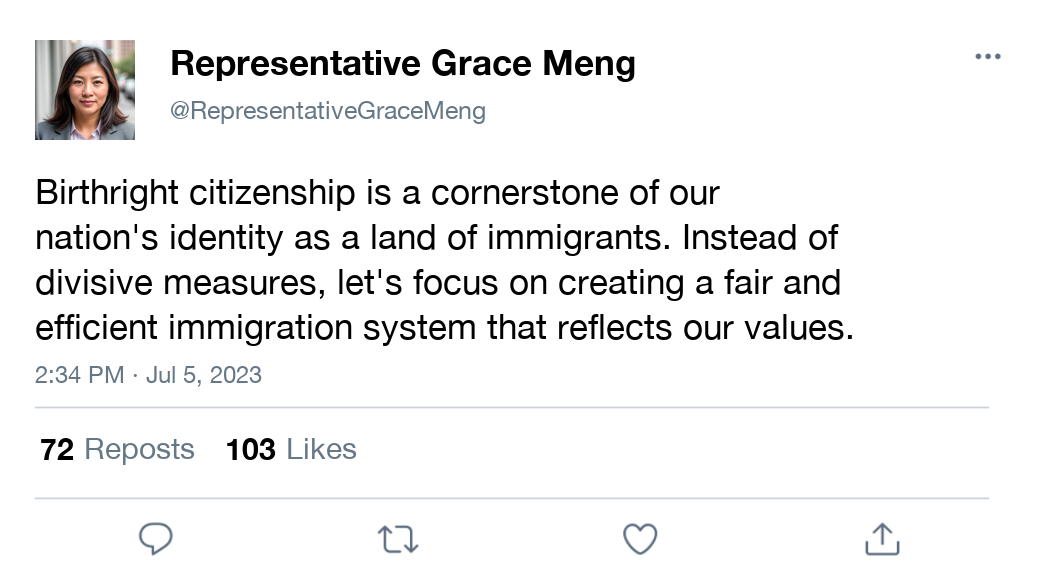 Representative Grace Meng
@RepresentativeGraceMeng
Birthright citizenship is a cornerstone of our
nation's identity as a land of immigrants. Instead of
divisive measures, let's focus on creating a fair and
efficient immigration system that reflects our values.
2:34 PM · Jul 5, 2023
72 Reposts 103 Likes